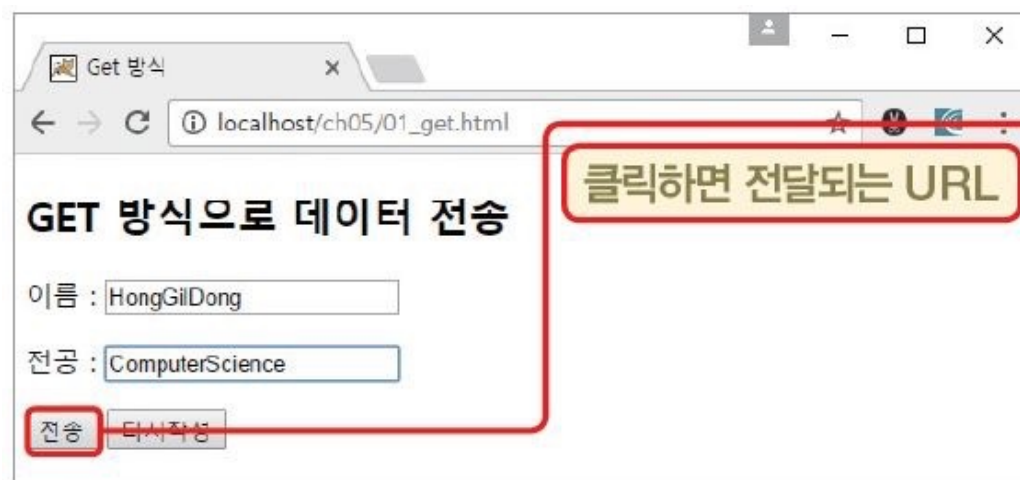 Get 방식
localhost/ch05/01_get.html
클릭하면 전달되는 URL
GET 방식으로 데이터 전송
이름 : HongGilDong
전공 : ComputerScience
전송 다시작성